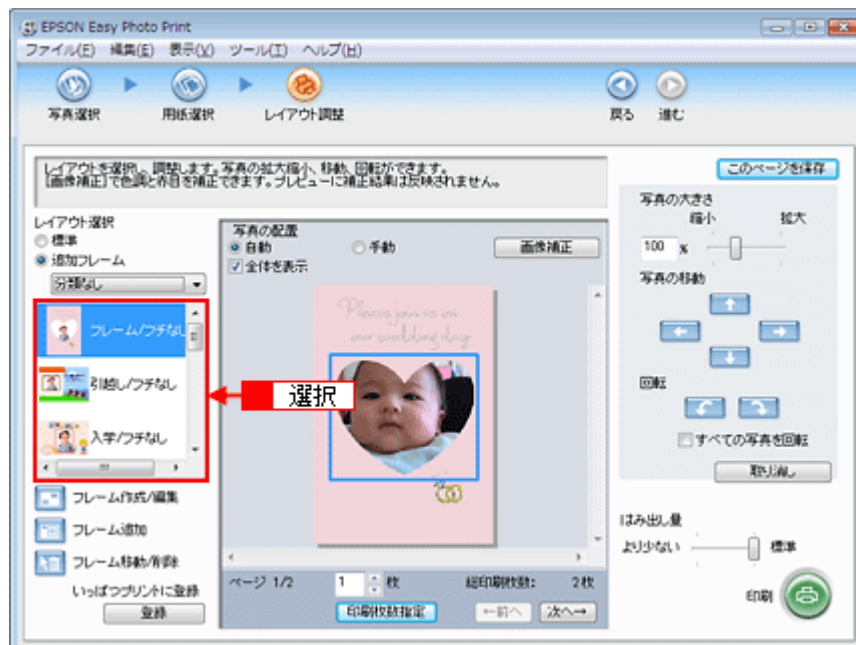 EPSON Easy Photo Print
ファイル(F) 編集(E) 表示(V) ツール(T) ヘルプ(H)
写真選択 用紙選択 レイアウト調整 戻る 進む
レイアウトを選択し、調整します。写真の拡大縮小、移動、回転ができます。
[画像補正]で色調と赤目を補正できます。プレビューに補正結果は反映されません。
このページを保存
レイアウト選択
標準
追加フレーム
分類なし
フレーム/フチなし
引越し/フチなし
入学/フチなし
フレーム作成/編集
フレーム追加
フレーム移動/削除
いっぱつプリントに登録
登録
写真の配置
自動 手動 画像補正
全体を表示
Please join us on
our wedding day
選択
ページ 1/2 1 枚 総印刷枚数: 2枚
印刷枚数指定 ←前へ 次へ→
写真の大きさ
縮小 拡大
100 %
写真の移動
回転
すべての写真を回転
取り消し
はみ出し量
より少ない 標準
印刷